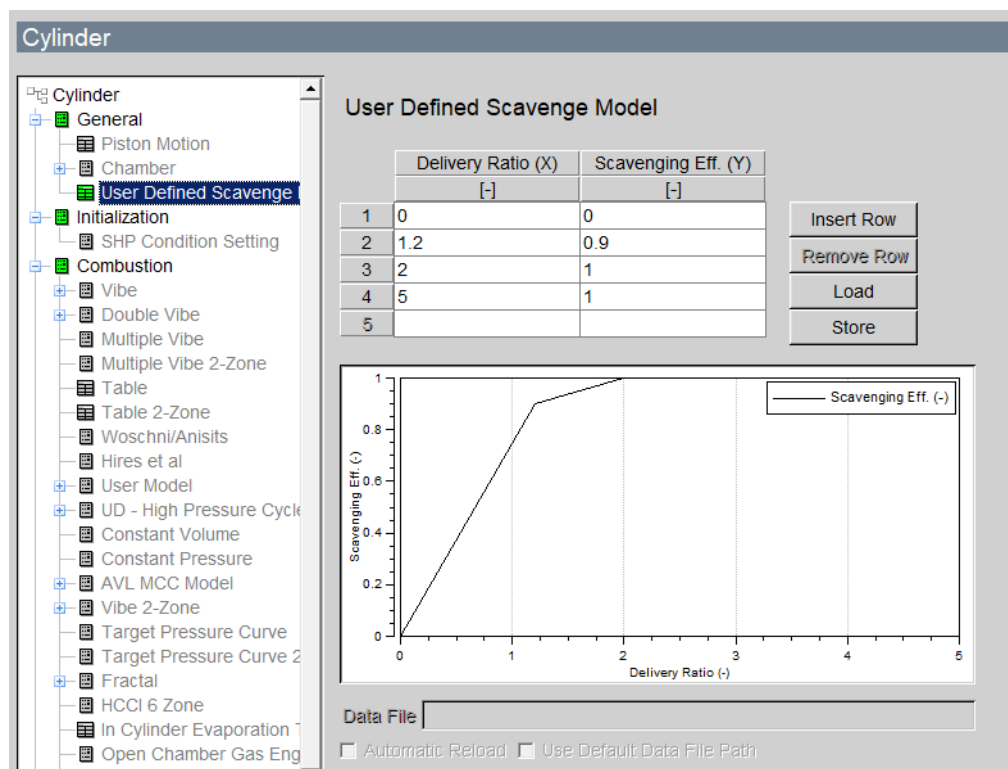 Cylinder
Cylinder
General
Piston Motion
Chamber
User Defined Scavenge
Initialization
SHP Condition Setting
Combustion
Vibe
Double Vibe
Multiple Vibe
Multiple Vibe 2-Zone
Table
Table 2-Zone
Woschni/Anisits
Hires et al
User Model
UD - High Pressure Cycle
Constant Volume
Constant Pressure
AVL MCC Model
Vibe 2-Zone
Target Pressure Curve
Target Pressure Curve 2
Fractal
HCCI 6 Zone
In Cylinder Evaporation
Open Chamber Gas Eng
User Defined Scavenge Model
Delivery Ratio (X) Scavenging Eff. (Y)
[-] [-]
1 0 0
2 1.2 0.9
3 2 1
4 5 1
5
Insert Row
Remove Row
Load
Store
Scavenging Eff. (-)
Scavenging Eff. (-)
1
0.8
0.6
0.4
0.2
0
0 1 2 3 4 5
Delivery Ratio (-)
Data File
Automatic Reload Use Default Data File Path